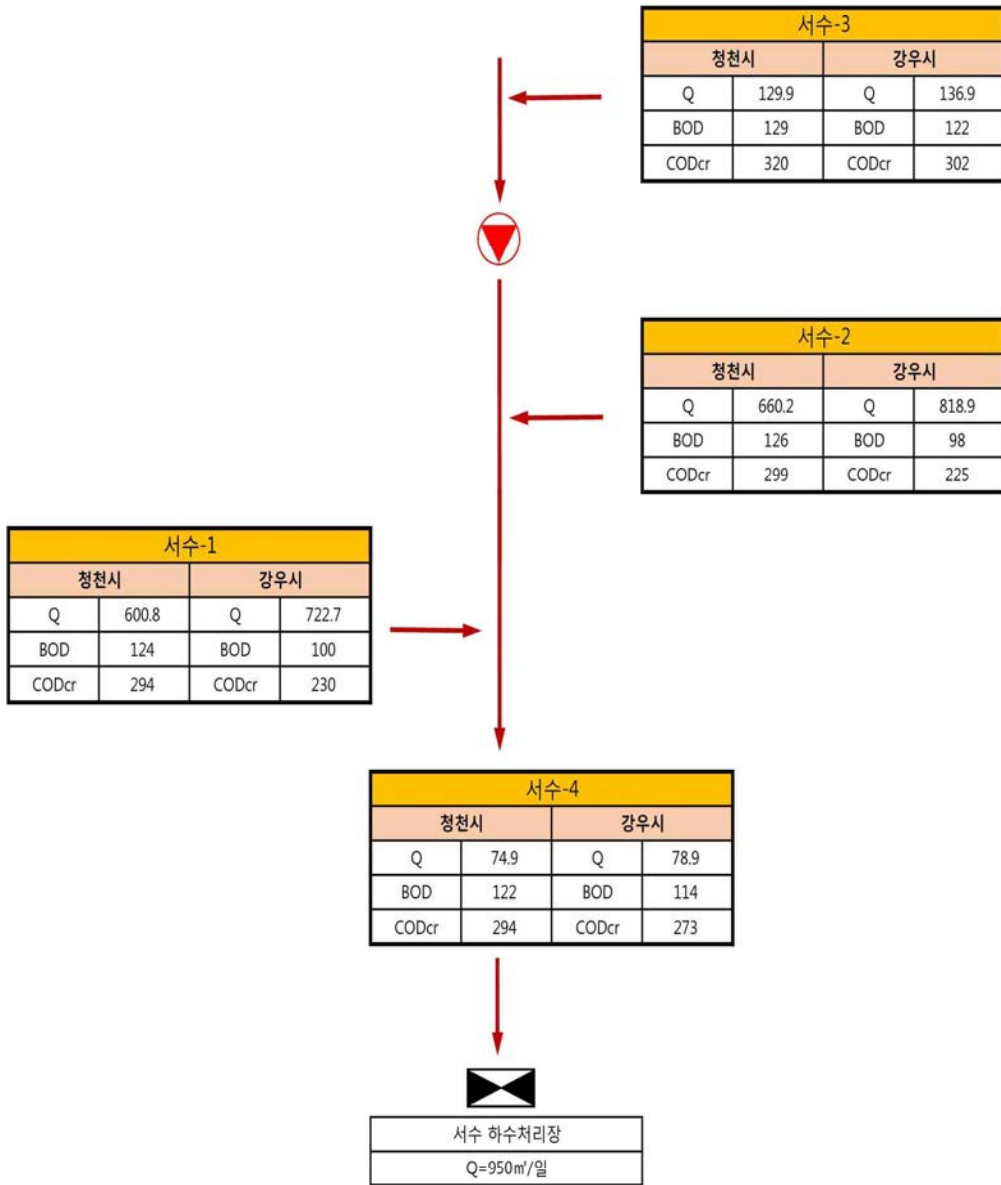 서수-3
청천시 강우시
Q 129.9 Q 136.9
BOD 129 BOD 122
CODcr 320 CODcr 302
서수-2
청천시 강우시
Q 660.2 Q 818.9
BOD 126 BOD 98
CODcr 299 CODcr 225
서수-1
청천시 강우시
Q 600.8 Q 722.7
BOD 124 BOD 100
CODcr 294 CODcr 230
서수-4
청천시 강우시
Q 74.9 Q 78.9
BOD 122 BOD 114
CODcr 294 CODcr 273
서수 하수처리장
Q=950㎥/일